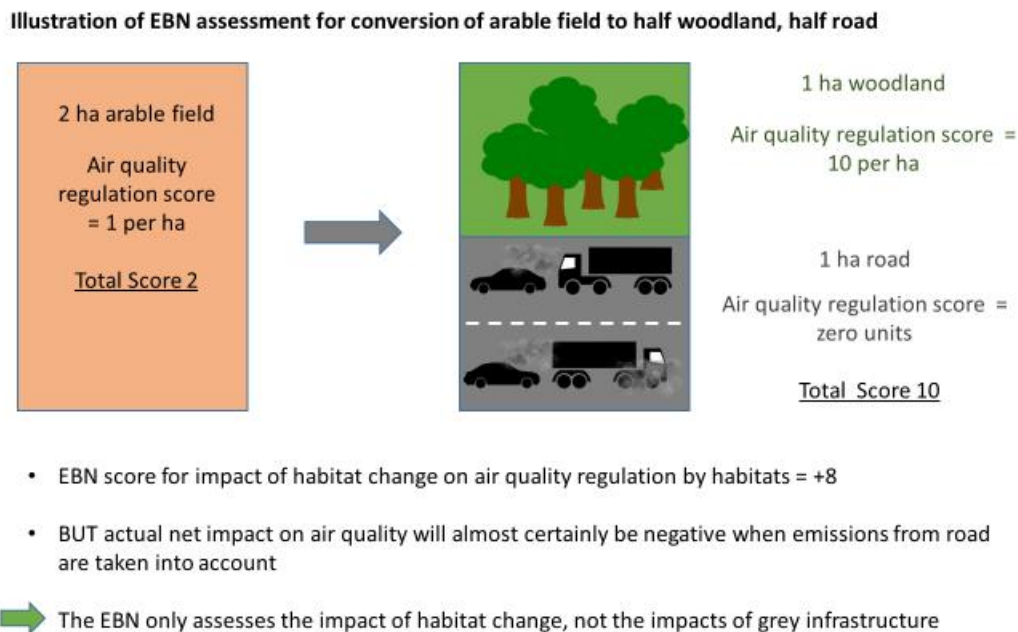 Illustration of EBN assessment for conversion of arable field to half woodland, half road
2 ha arable field
Air quality
regulation score
= 1 per ha
Total Score 2
1 ha woodland
Air quality regulation score =
10 per ha
1 ha road
Air quality regulation score =
zero units
Total Score 10
• EBN score for impact of habitat change on air quality regulation by habitats = +8
• BUT actual net impact on air quality will almost certainly be negative when emissions from road
are taken into account
The EBN only assesses the impact of habitat change, not the impacts of grey infrastructure